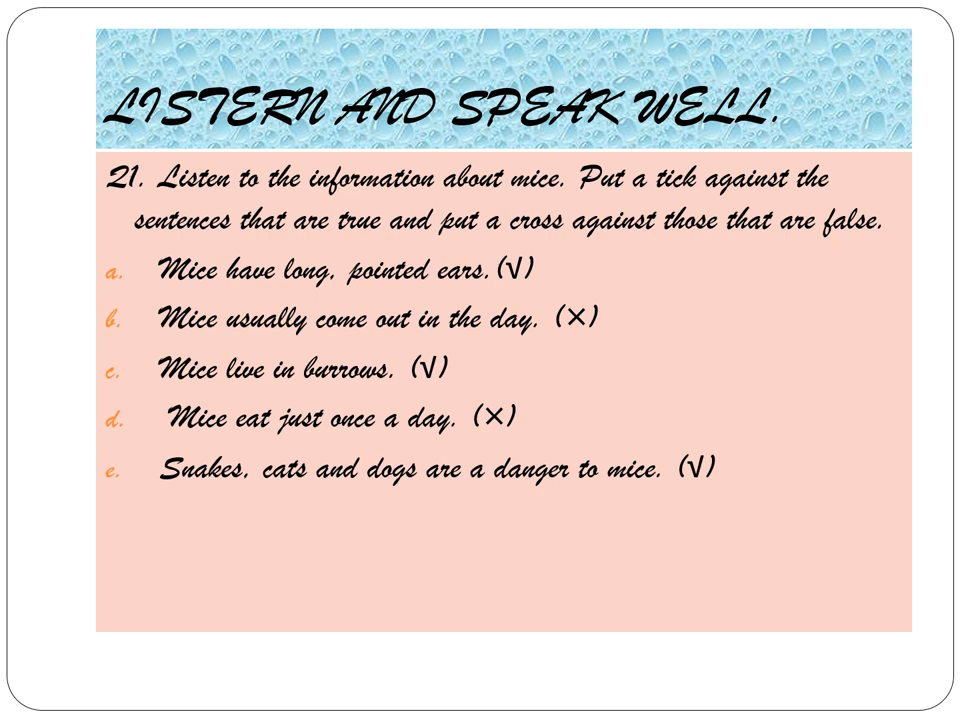 LISTERN AND SPEAK WELL.
Q1. Listen to the information about mice. Put a tick against the
sentences that are true and put a cross against those that are false.
a. Mice have long, pointed ears.(√)
b. Mice usually come out in the day. (×)
c. Mice live in burrows. (√)
d. Mice eat just once a day. (×)
e. Snakes, cats and dogs are a danger to mice. (√)